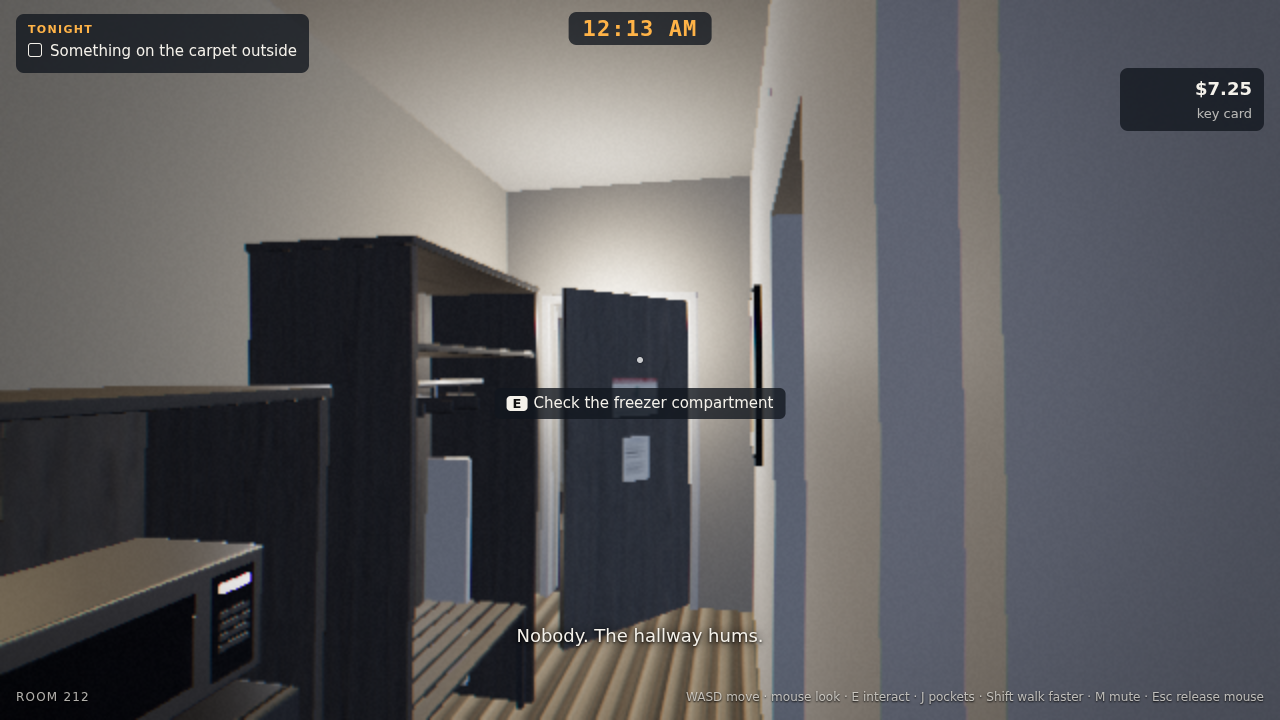 TONIGHT
Something on the carpet outside
12:13 AM
$7.25
key card
E Check the freezer compartment
Nobody. The hallway hums.
ROOM 212
WASD move · mouse look · E interact · J pockets · Shift walk faster · M mute · Esc release mouse